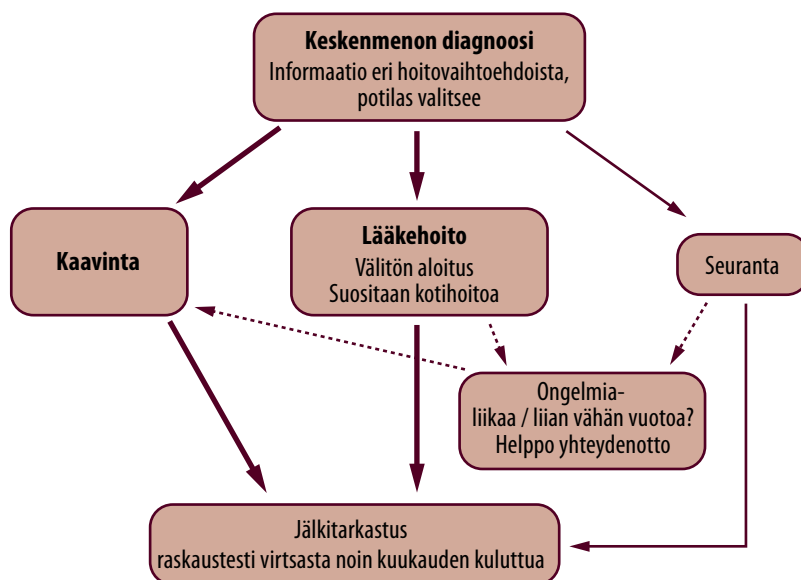 Keskenmenon diagnoosi
Informaatio eri hoitovaihtoehdoista,
potilas valitsee
Kaavinta
Lääkehoito
Välitön aloitus
Suositaan kotihoitoa
Seuranta
Ongelmia-
liikaa / liian vähän vuotoa?
Helppo yhteydenotto
Jälkitarkastus
raskaustesti virtsasta noin kuukauden kuluttua